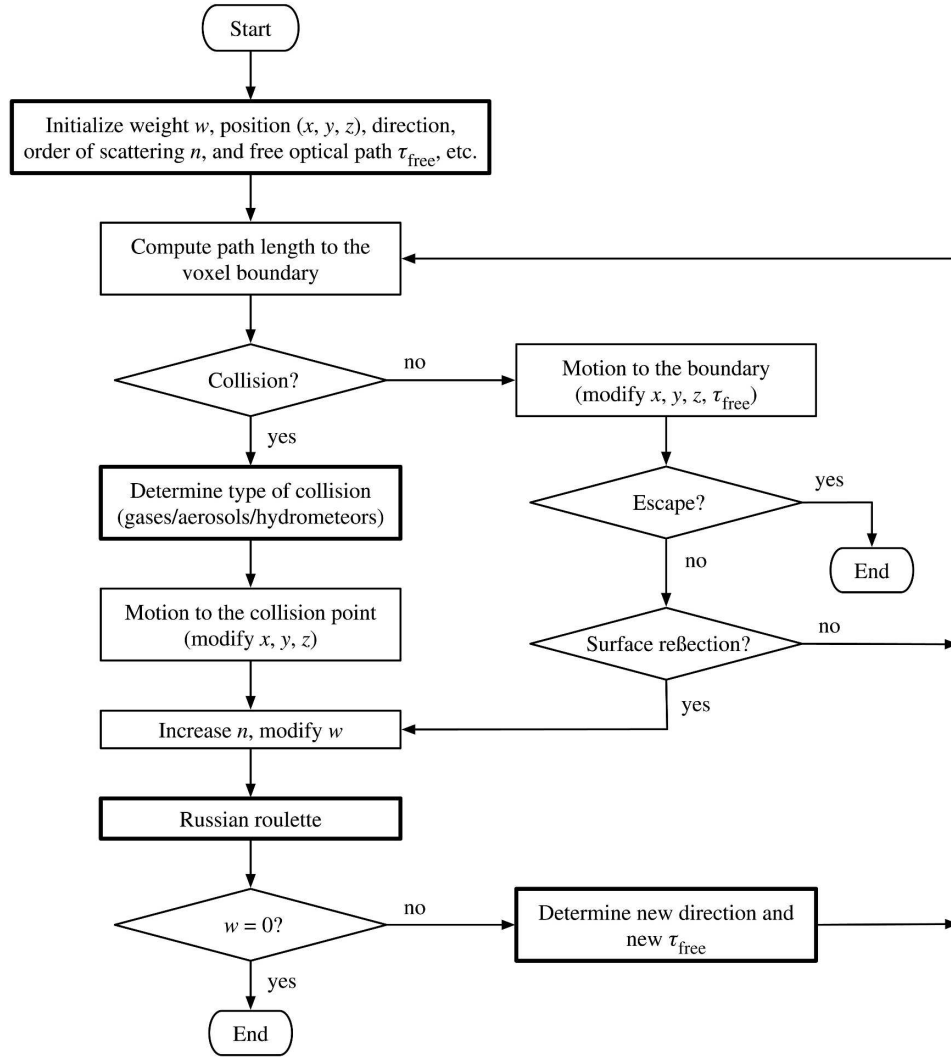 Start
Initialize weight w, position (x, y, z), direction,
order of scattering n, and free optical path τfree, etc.
Compute path length to the
voxel boundary
Collision?
no
yes
Motion to the boundary
(modify x, y, z, τfree)
Determine type of collision
(gases/aerosols/hydrometeors)
Escape?
yes
no
End
Motion to the collision point
(modify x, y, z)
Surface reßection?
no
yes
Increase n, modify w
Russian roulette
w = 0?
no
yes
Determine new direction and
new τfree
End